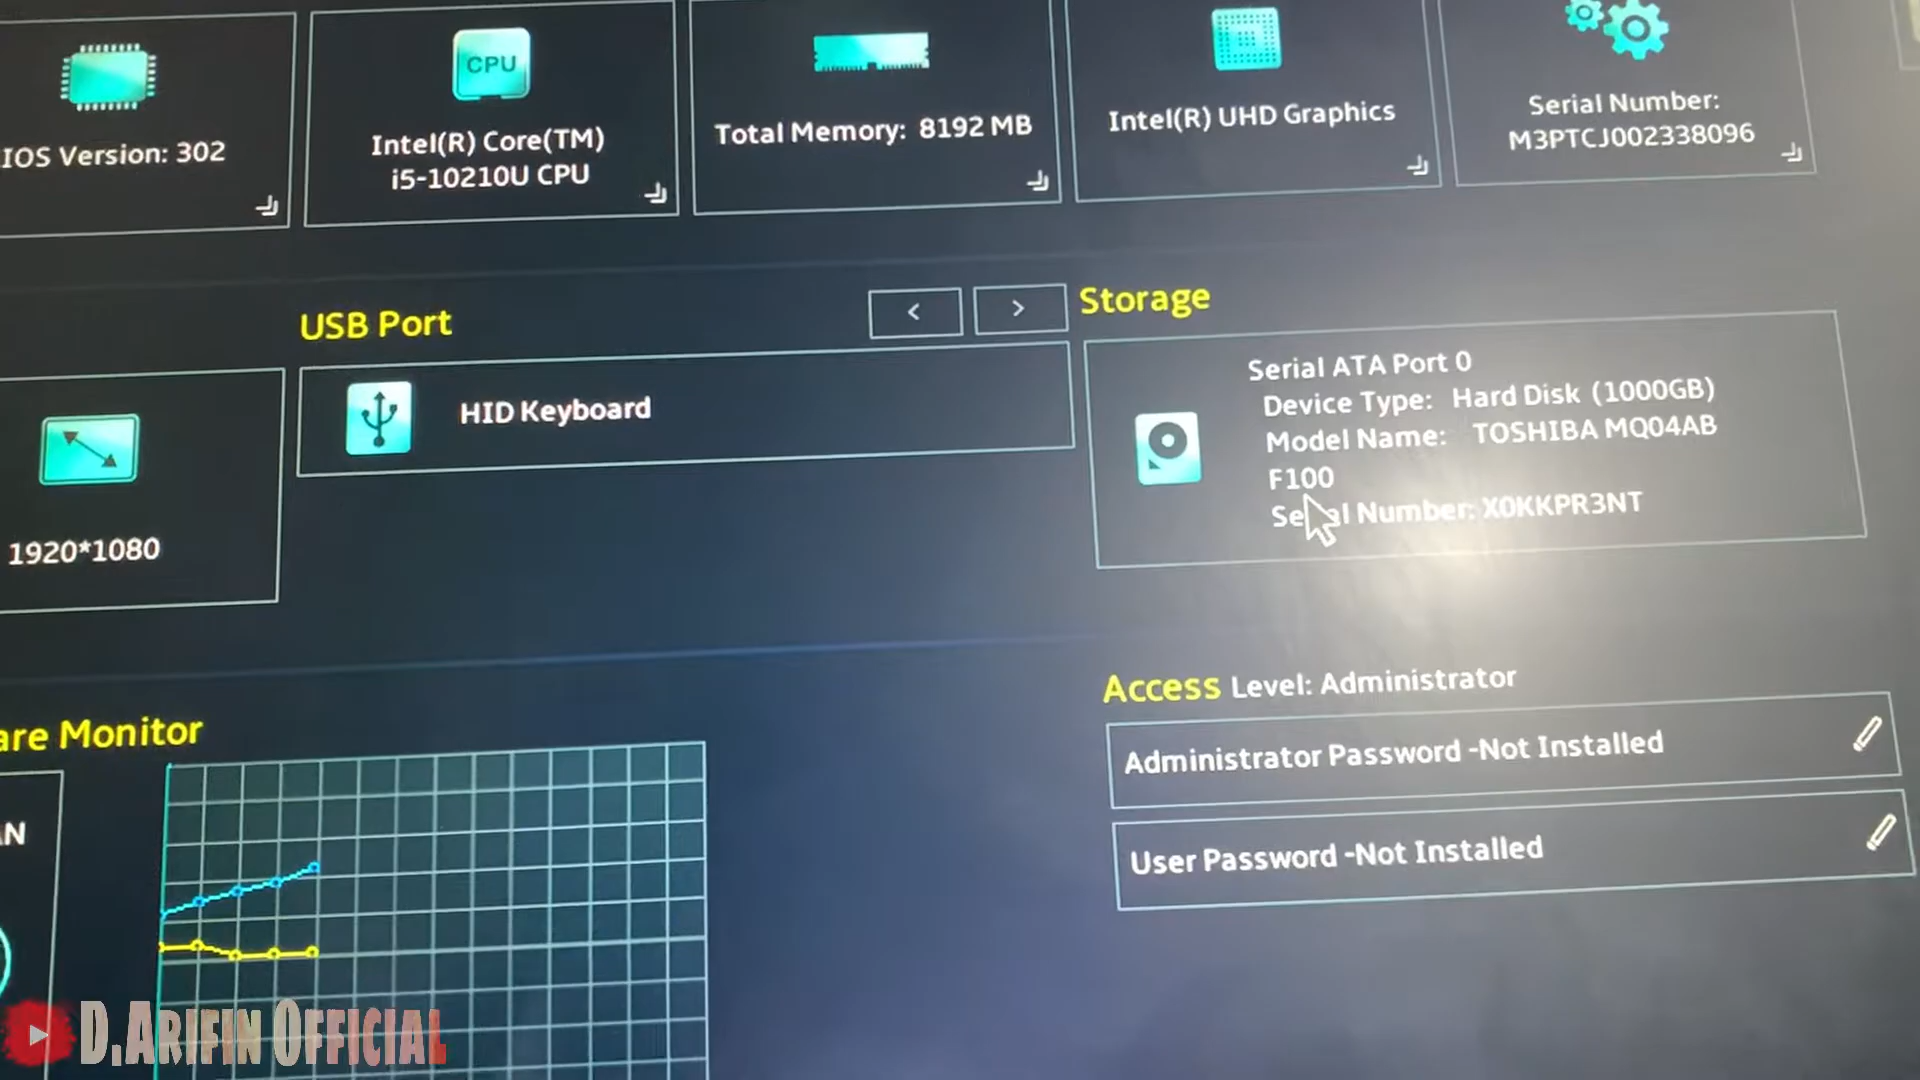 IOS Version: 302
CPU
Intel(R) Core(TM)
i5-10210U CPU
Total Memory: 8192 MB
Intel(R) UHD Graphics
Serial Number:
M3PTCJ002338096
USB Port
<
>
HID Keyboard
1920*1080
Storage
Serial ATA Port 0
Device Type: Hard Disk (1000GB)
Model Name: TOSHIBA MQ04AB
F100
Serial Number: X0KKPR3NT
Access Level: Administrator
Administrator Password -Not Installed
User Password -Not Installed
are Monitor
AN
D.Arifin Official